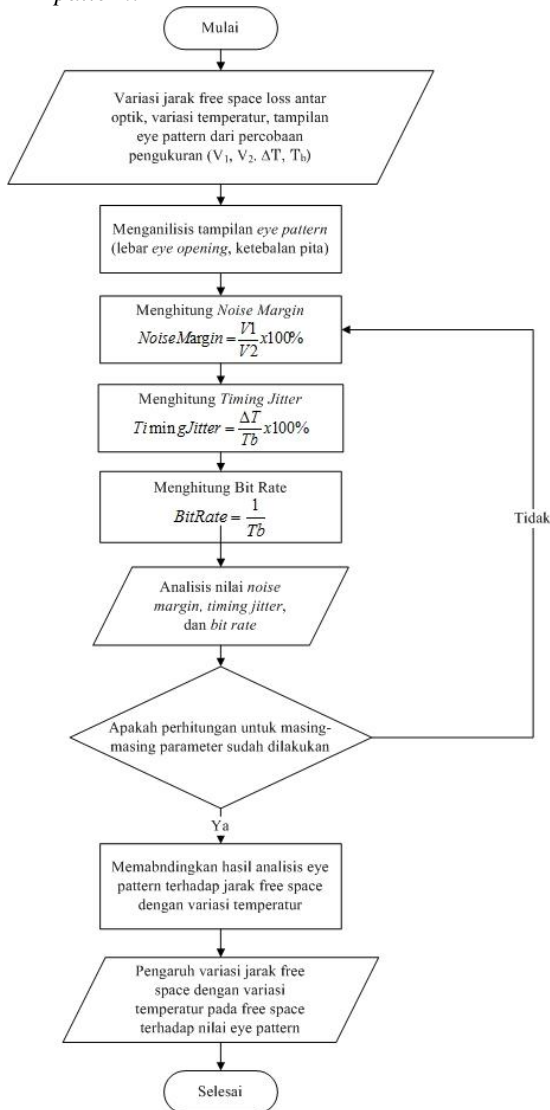 Mulai
Variasi jarak free space loss antar
optik, variasi temperatur, tampilan
eye pattern dari percobaan
pengukuran (V₁, V₂. ΔT, Tb)
Menganilisis tampilan eye pattern
(lebar eye opening, ketebalan pita)
Menghitung Noise Margin
NoiseMargin = V1/V2 x100%
Menghitung Timing Jitter
TimingJitter = ΔT/Tb x100%
Menghitung Bit Rate
BitRate = 1/Tb
Tidak
Analisis nilai noise
margin, timing jitter,
dan bit rate
Apakah perhitungan untuk masing-
masing parameter sudah dilakukan
Ya
Memabndingkan hasil analisis eye
pattern terhadap jarak free space
dengan variasi temperatur
Pengaruh variasi jarak free
space dengan variasi
temperatur pada free space
terhadap nilai eye pattern
Selesai